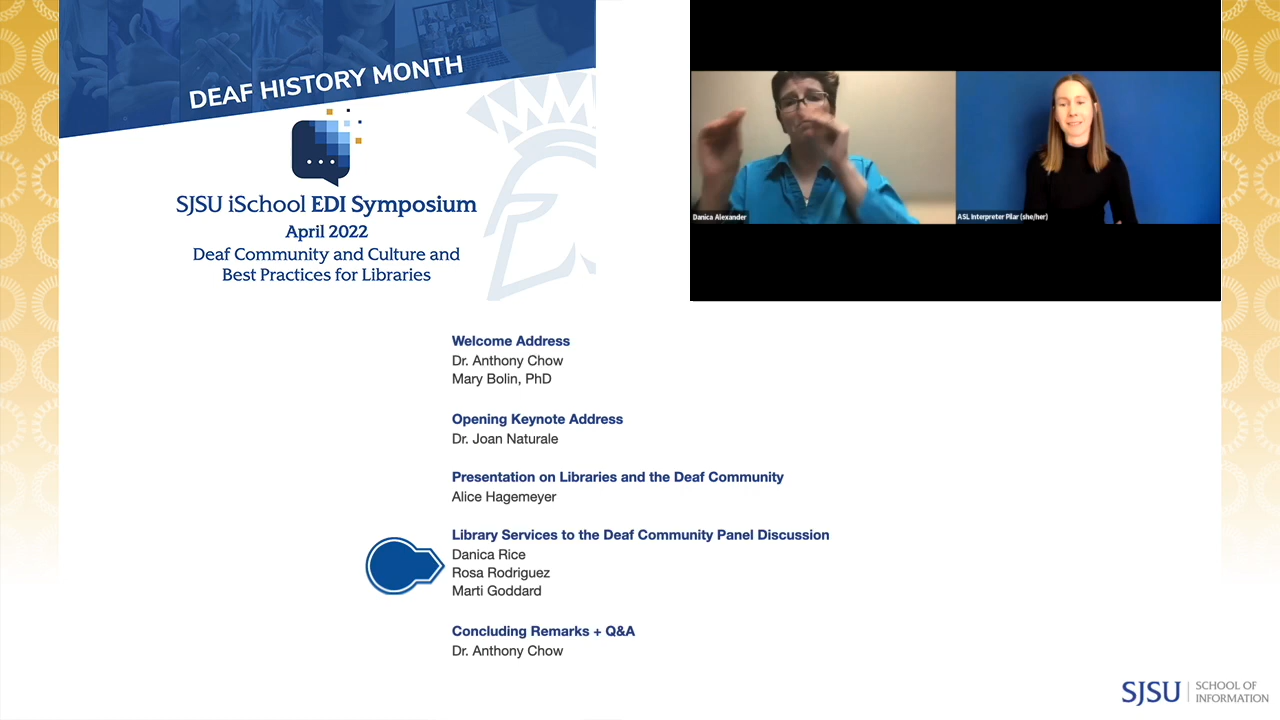 DEAF HISTORY MONTH
SJSU iSchool EDI Symposium
April 2022
Deaf Community and Culture and
Best Practices for Libraries
Danica Alexander
ASL Interpreter Pilar (she/her)
Welcome Address
Dr. Anthony Chow
Mary Bolin, PhD
Opening Keynote Address
Dr. Joan Naturale
Presentation on Libraries and the Deaf Community
Alice Hagemeyer
Library Services to the Deaf Community Panel Discussion
Danica Rice
Rosa Rodriguez
Marti Goddard
Concluding Remarks + Q&A
Dr. Anthony Chow
SJSU | SCHOOL OF
INFORMATION